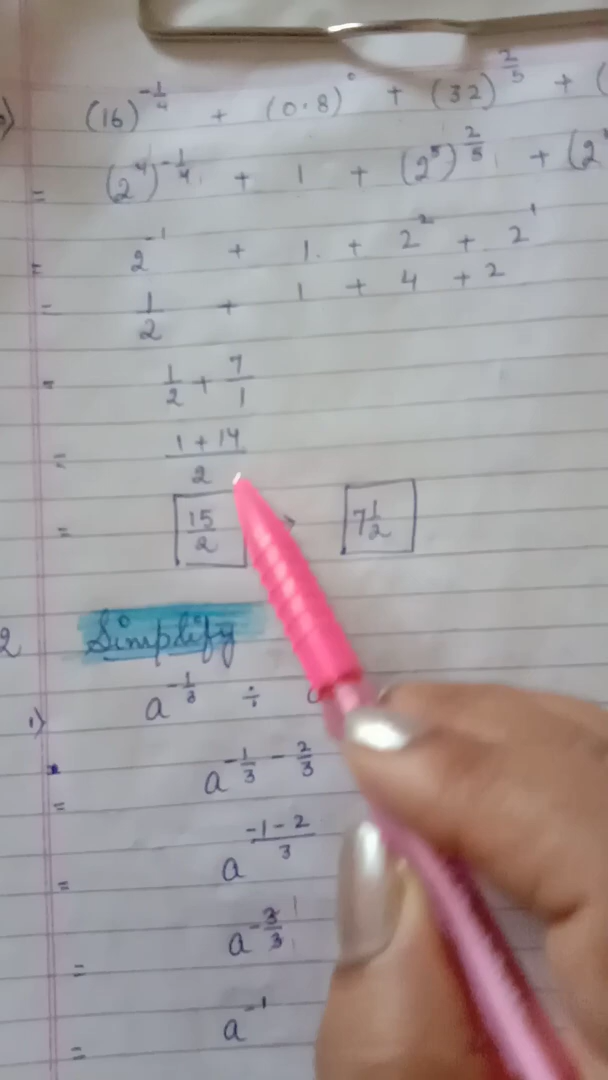 (16)^{-1/4} + (0.8)^0 + (32)^{2/5} + (
= (2^4)^{-1/4} + 1 + (2^5)^{2/5} + (2
= 2^{-1} + 1 + 2^2 + 2^1
= 1/2 + 1 + 4 + 2
= 1/2 + 7/1
= (1 + 14)/2
= 15/2 7 1/2
2 Simplify
1) a^{-1/3} ÷
= a^{-1/3 - 2/3}
= a^{(-1-2)/3}
= a^{-3/3}
= a^{-1}